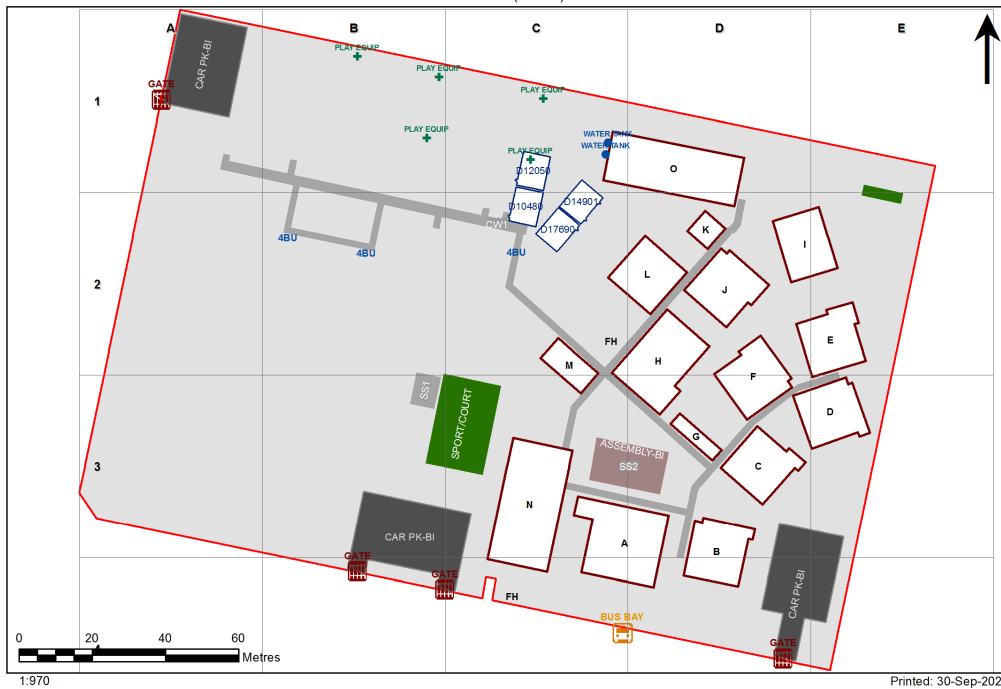 A
B
C
D
E
CAR PK-BI
GATE
PLAY EQUIP
PLAY EQUIP
PLAY EQUIP
1
PLAY EQUIP
WATER TANK
WATER TANK
PLAY EQUIP
D12050
O
D10480
D14901
CW1
D17690
K
I
4BU
4BU
4BU
L
2
J
FH
E
M
H
F
SS1
SPORT/COURT
D
G
ASSEMBLY-BI
SS2
C
3
N
CAR PK-BI
A
B
GATE
GATE
CAR PK-BI
FH
BUS BAY
GATE
0 20 40 60
Metres
1:970
Printed: 30-Sep-202